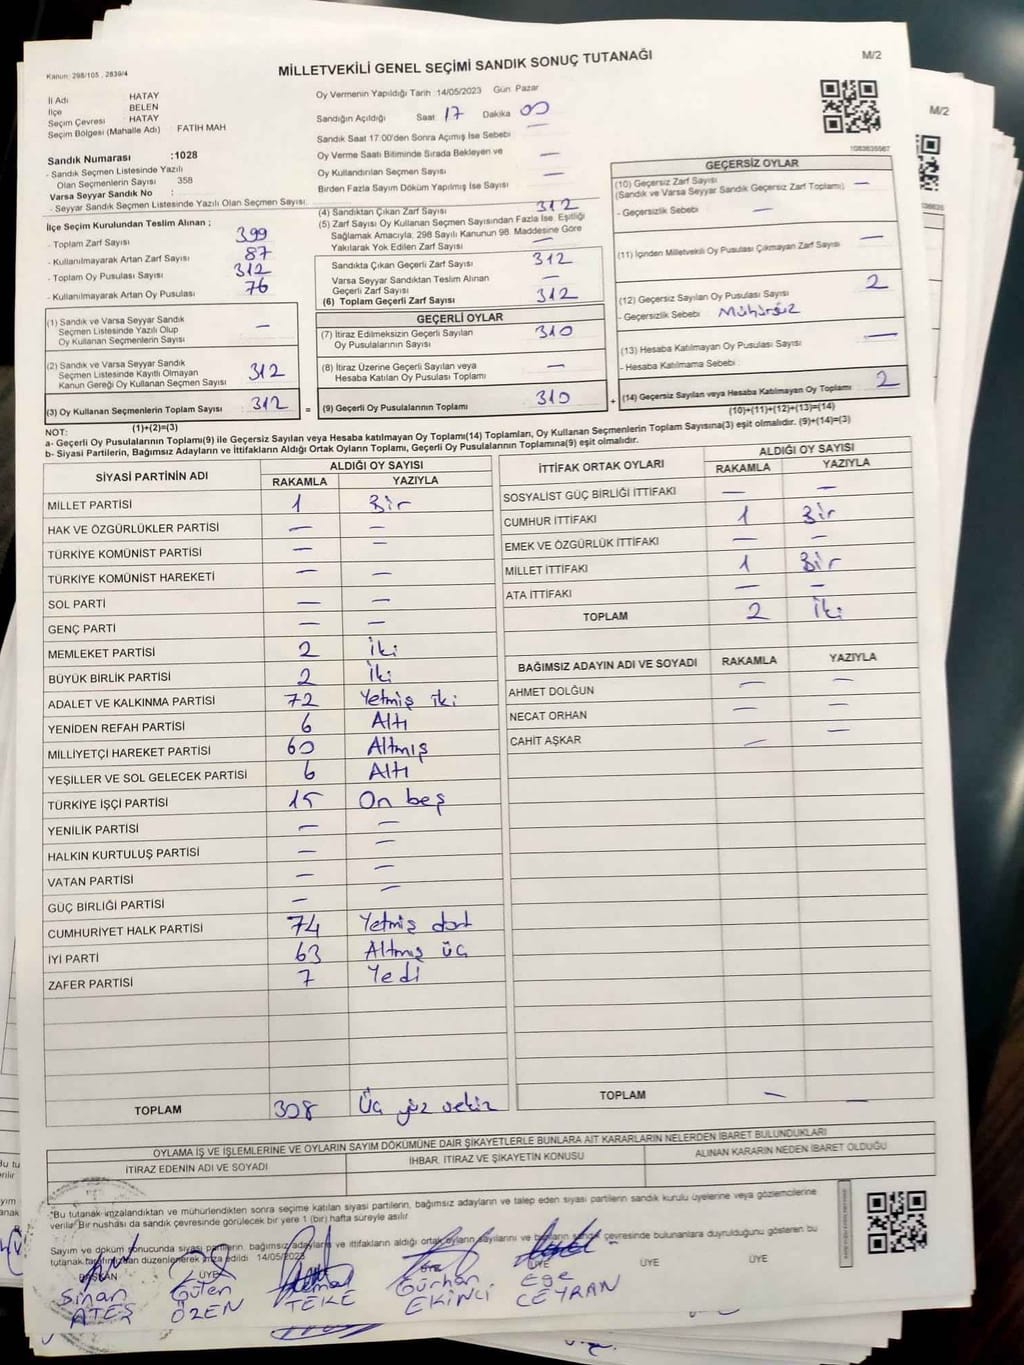 Kanun: 298/105, 2839/4
MİLLETVEKİLİ GENEL SEÇİMİ SANDIK SONUÇ TUTANAĞI
M/2
İl Adı HATAY
İlçe BELEN
Seçim Çevresi HATAY
Seçim Bölgesi (Mahalle Adı) FATİH MAH
Sandık Numarası :1028
- Sandık Seçmen Listesinde Yazılı
Olan Seçmenlerin Sayısı 358
Varsa Seyyar Sandık No :
- Seyyar Sandık Seçmen Listesinde Yazılı Olan Seçmen Sayısı:
Oy Vermenin Yapıldığı Tarih :14/05/2023 Gün: Pazar
Sandığın Açıldığı Saat 17 Dakika 00
Sandık Saat 17:00'den Sonra Açımış İse Sebebi —
Oy Verme Saati Bitiminde Sırada Bekleyen ve
Oy Kullandırılan Seçmen Sayısı —
Birden Fazla Sayım Döküm Yapılmış İse Sayısı —
1083635567
İlçe Seçim Kurulundan Teslim Alınan ;
- Toplam Zarf Sayısı 399
- Kullanılmayarak Artan Zarf Sayısı 87
- Toplam Oy Pusulası Sayısı 312
- Kullanılmayarak Artan Oy Pusulası 76
(4) Sandıktan Çıkan Zarf Sayısı 312
(5) Zarf Sayısı Oy Kullanan Seçmen Sayısından Fazla İse, Eşitliği
Sağlamak Amacıyla, 298 Sayılı Kanunun 98. Maddesine Göre
Yakılarak Yok Edilen Zarf Sayısı —
Sandıkta Çıkan Geçerli Zarf Sayısı 312
Varsa Seyyar Sandıktan Teslim Alınan
Geçerli Zarf Sayısı —
(6) Toplam Geçerli Zarf Sayısı 312
GEÇERSİZ OYLAR
(10) Geçersiz Zarf Sayısı
(Sandık ve Varsa Seyyar Sandık Geçersiz Zarf Toplamı) —
- Geçersizlik Sebebi —
(11) İçinden Milletvekili Oy Pusulası Çıkmayan Zarf Sayısı —
(12) Geçersiz Sayılan Oy Pusulası Sayısı 2
- Geçersizlik Sebebi Mühürsüz
(13) Hesaba Katılmayan Oy Pusulası Sayısı —
- Hesaba Katılmama Sebebi :
(14) Geçersiz Sayılan veya Hesaba Katılmayan Oy Toplamı 2
(10)+(11)+(12)+(13)=(14)
(1) Sandık ve Varsa Seyyar Sandık
Seçmen Listesinde Yazılı Olup
Oy Kullanan Seçmenlerin Sayısı —
(2) Sandık ve Varsa Seyyar Sandık
Seçmen Listesinde Kayıtlı Olmayan
Kanun Gereği Oy Kullanan Seçmen Sayısı 312
(3) Oy Kullanan Seçmenlerin Toplam Sayısı 312 =
(1)+(2)=(3)
GEÇERLİ OYLAR
(7) İtiraz Edilmeksizin Geçerli Sayılan
Oy Pusulalarının Sayısı 310
(8) İtiraz Üzerine Geçerli Sayılan veya
Hesaba Katılan Oy Pusulası Toplamı —
(9) Geçerli Oy Pusulalarının Toplamı 310 +
NOT:
a- Geçerli Oy Pusulalarının Toplamı(9) ile Geçersiz Sayılan veya Hesaba katılmayan Oy Toplamı(14) Toplamları, Oy Kullanan Seçmenlerin Toplam Sayısına(3) eşit olmalıdır. (9)+(14)=(3)
b- Siyasi Partilerin, Bağımsız Adayların ve İttifakların Aldığı Ortak Oyların Toplamı, Geçerli Oy Pusulalarının Toplamına(9) eşit olmalıdır.
SİYASİ PARTİNİN ADI ALDIĞI OY SAYISI
RAKAMLA YAZIYLA
MİLLET PARTİSİ 1 Bir
HAK VE ÖZGÜRLÜKLER PARTİSİ — —
TÜRKİYE KOMÜNİST PARTİSİ — —
TÜRKİYE KOMÜNİST HAREKETİ — —
SOL PARTİ — —
GENÇ PARTİ — —
MEMLEKET PARTİSİ 2 İki
BÜYÜK BİRLİK PARTİSİ 2 İki
ADALET VE KALKINMA PARTİSİ 72 Yetmiş iki
YENİDEN REFAH PARTİSİ 6 Altı
MİLLİYETÇİ HAREKET PARTİSİ 60 Altmış
YEŞİLLER VE SOL GELECEK PARTİSİ 6 Altı
TÜRKİYE İŞÇİ PARTİSİ 15 On beş
YENİLİK PARTİSİ — —
HALKIN KURTULUŞ PARTİSİ — —
VATAN PARTİSİ — —
GÜÇ BİRLİĞİ PARTİSİ — —
CUMHURİYET HALK PARTİSİ 74 Yetmiş dört
İYİ PARTİ 63 Altmış üç
ZAFER PARTİSİ 7 Yedi
TOPLAM 308 Üç yüz sekiz
İTTİFAK ORTAK OYLARI ALDIĞI OY SAYISI
RAKAMLA YAZIYLA
SOSYALİST GÜÇ BİRLİĞİ İTTİFAKI — —
CUMHUR İTTİFAKI 1 Bir
EMEK VE ÖZGÜRLÜK İTTİFAKI — —
MİLLET İTTİFAKI 1 Bir
ATA İTTİFAKI — —
TOPLAM 2 İki
BAĞIMSIZ ADAYIN ADI VE SOYADI RAKAMLA YAZIYLA
AHMET DOLĞUN — —
NECAT ORHAN — —
CAHİT AŞKAR — —
TOPLAM — —
OYLAMA İŞ VE İŞLEMLERİNE VE OYLARIN SAYIM DÖKÜMÜNE DAİR ŞİKAYETLERLE BUNLARA AİT KARARLARIN NELERDEN İBARET BULUNDUKLARI
İTİRAZ EDENİN ADI VE SOYADI İHBAR, İTİRAZ VE ŞİKAYETİN KONUSU ALINAN KARARIN NEDEN İBARET OLDUĞU
"Bu tutanak imzalandıktan ve mühürlendikten sonra seçime katılan siyasi partilerin, bağımsız adayların ve talep eden siyasi partilerin sandık kurulu üyelerine veya gözlemcilerine
verilir. Bir nüshası da sandık çevresinde görülecek bir yere 1 (bir) hafta süreyle asılır
Sayım ve döküm sonucunda siyasi partilerin, bağımsız adayların ve ittifakların aldığı ortak oyların sayılarını ve bunların sandık çevresinde bulunanlara duyrulduğunu gösteren bu
tutanak tarafımızdan düzenlenerek imza edildi. 14/05/2023
BAŞKAN ÜYE ÜYE ÜYE ÜYE ÜYE
Sinan ATEŞ
Gülten ÖZEN
Kemal TEKE
Gürhan EKİNCİ
Ege CEYRAN
M/2